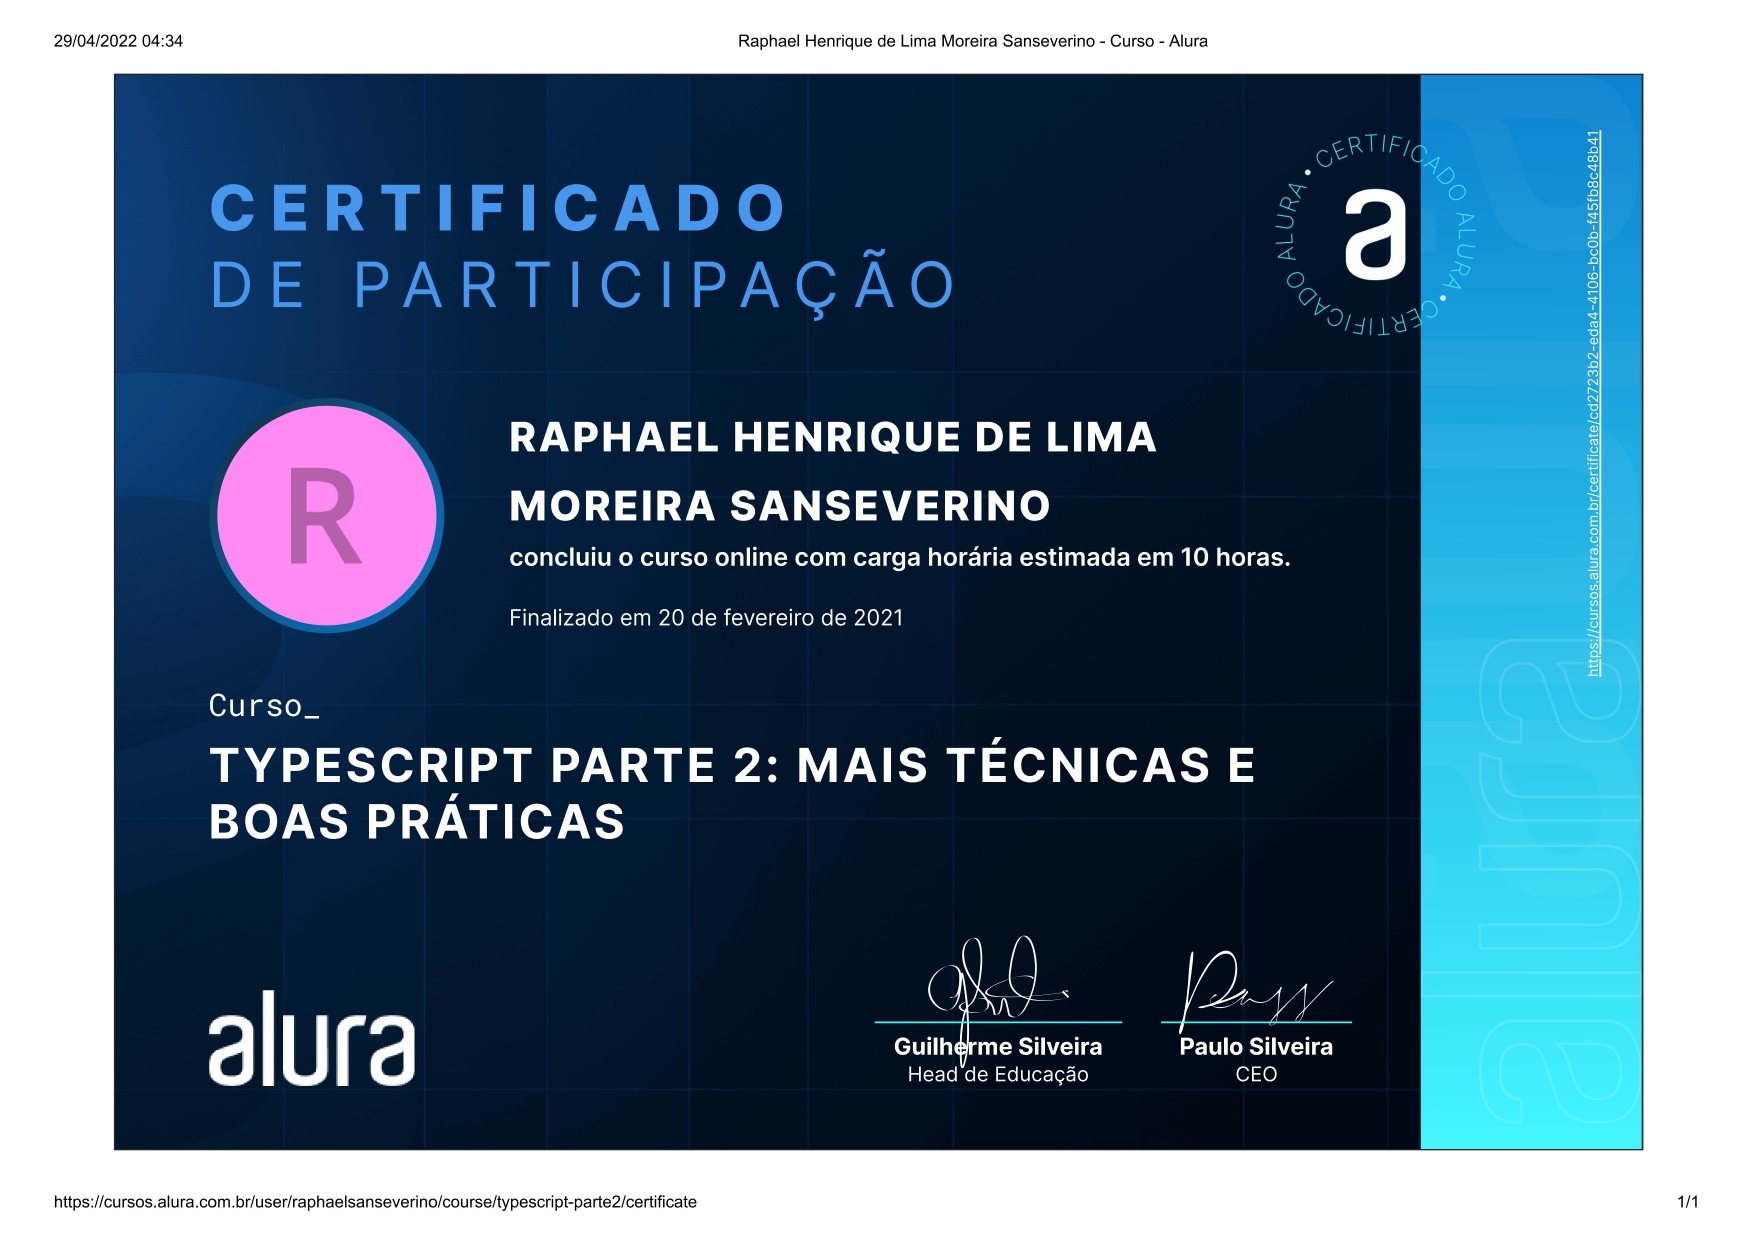 29/04/2022 04:34
Raphael Henrique de Lima Moreira Sanseverino - Curso - Alura
CERTIFICADO
DE PARTICIPAÇÃO
• CERTIFICADO ALURA • CERTIFICADO ALURA
a
https://cursos.alura.com.br/certificate/cd2723b2-eda4-4106-bc0b-f45fb8c48b41
R
RAPHAEL HENRIQUE DE LIMA
MOREIRA SANSEVERINO
concluiu o curso online com carga horária estimada em 10 horas.
Finalizado em 20 de fevereiro de 2021
Curso_
TYPESCRIPT PARTE 2: MAIS TÉCNICAS E
BOAS PRÁTICAS
alura
alura
Guilherme Silveira
Head de Educação
Paulo Silveira
CEO
https://cursos.alura.com.br/user/raphaelsanseverino/course/typescript-parte2/certificate
1/1